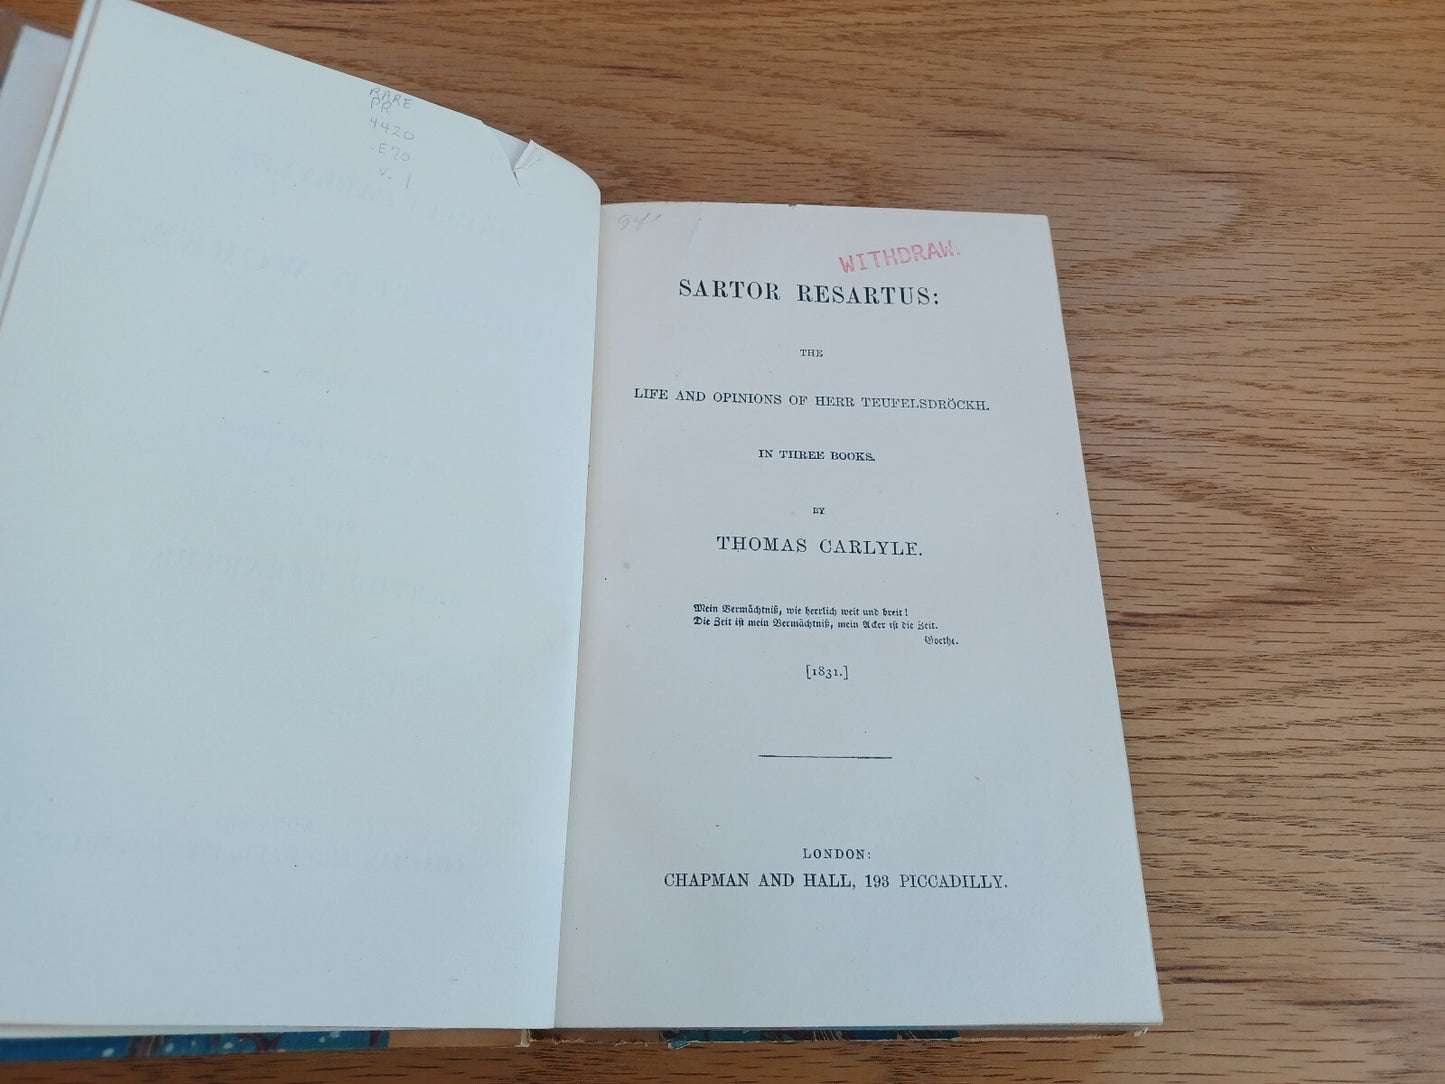 RARE
PR
4420
.E70
v. 1
WITHDRAW.
SARTOR RESARTUS:
THE
LIFE AND OPINIONS OF HERR TEUFELSDRÖCKH.
IN THREE BOOKS.
BY
THOMAS CARLYLE.
Mein Vermächtniß, wie herrlich weit und breit!
Die Zeit ist mein Vermächtniß, mein Acker ist die Zeit.
Goethe.
[1831.]
LONDON:
CHAPMAN AND HALL, 193 PICCADILLY.